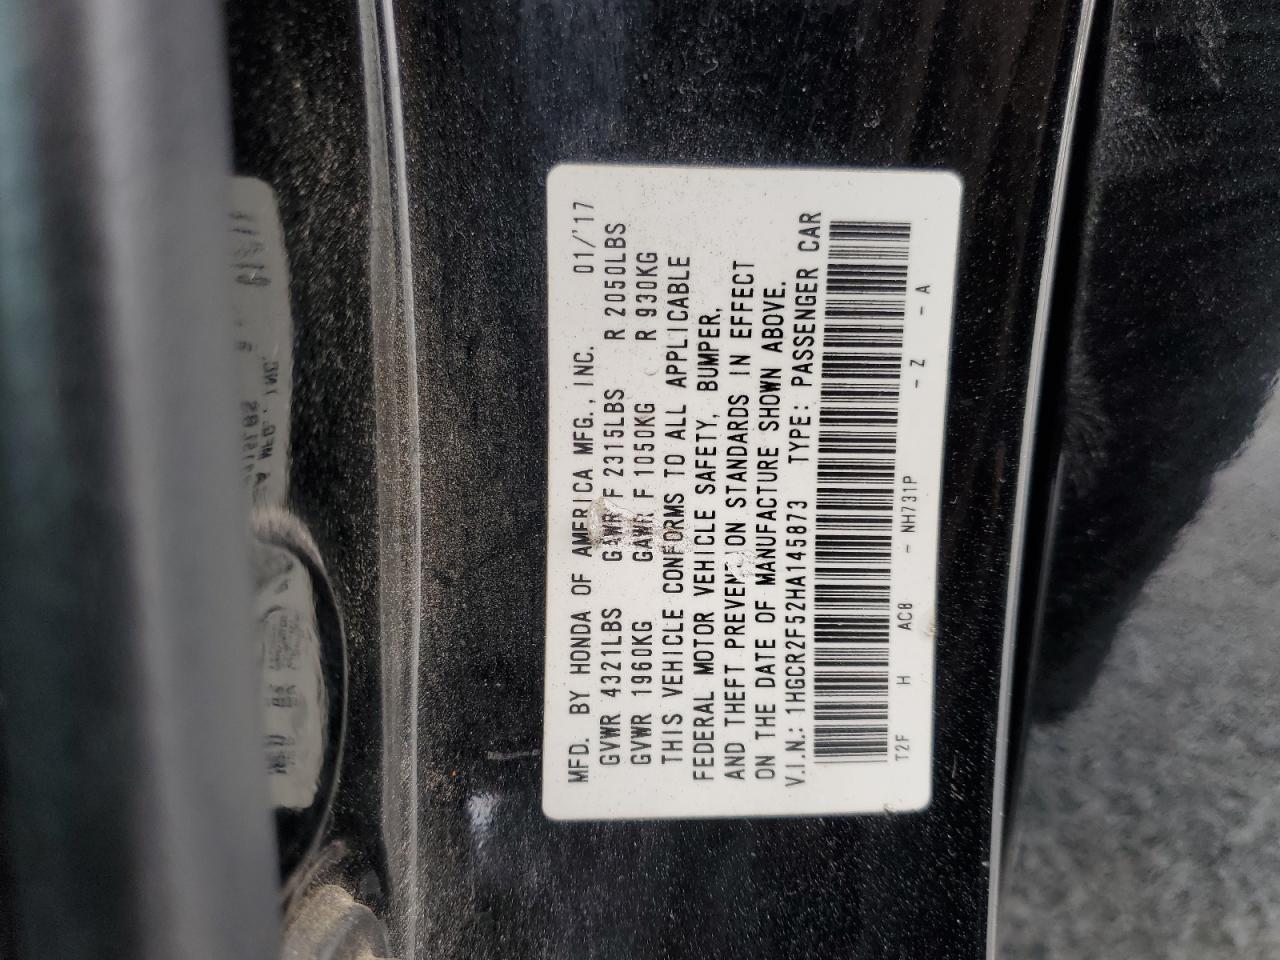 MFD. BY HONDA OF AMERICA MFG., INC. 01/'17
GVWR 4321LBS GAWR F 2315LBS R 2050LBS
GVWR 1960KG GAWR F 1050KG R 930KG
THIS VEHICLE CONFORMS TO ALL APPLICABLE
FEDERAL MOTOR VEHICLE SAFETY, BUMPER,
AND THEFT PREVENTION STANDARDS IN EFFECT
ON THE DATE OF MANUFACTURE SHOWN ABOVE.
V.I.N.: 1HGCR2F52HA145873 TYPE: PASSENGER CAR
T2F H AC8 - NH731P - Z - A